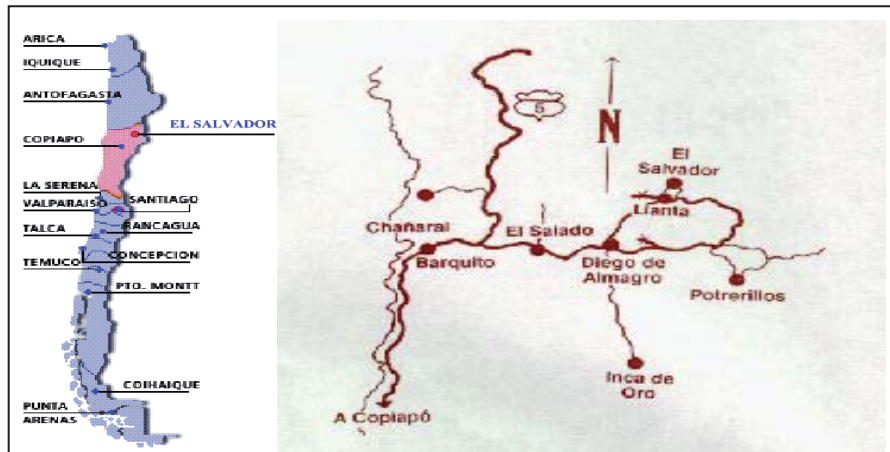 ARICA
IQUIQUE
ANTOFAGASTA
EL SALVADOR
COPIAPO
LA SERENA
SANTIAGO
VALPARAISO
RANCAGUA
TALCA
CONCEPCION
TEMUCO
PTO- MONTT
COIHAIQUE
PUNTA
ARENAS
5
N
El
Salvador
Llanta
Chañaral
El Salado
Barquito
Diego de
Almagro
Potrerillos
Inca de
Oro
A Copiapô